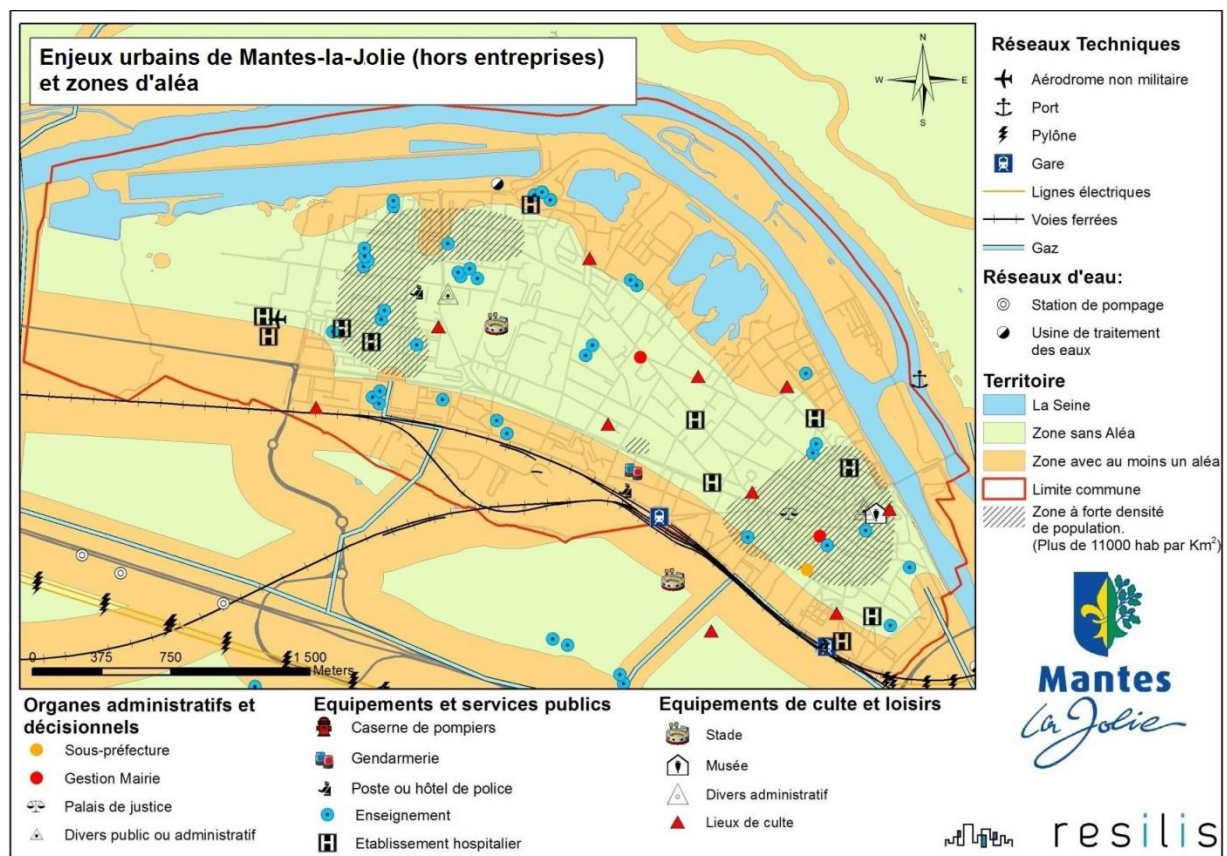 Enjeux urbains de Mantes-la-Jolie (hors entreprises)
et zones d'aléa
N
W
E
S
H
H
H
H
H
H
H
H
H
H
H
0
375
750
1 500
Meters
Réseaux Techniques
Aérodrome non militaire
Port
Pylône
Gare
Lignes électriques
Voies ferrées
Gaz
Réseaux d'eau:
Station de pompage
Usine de traitement
des eaux
Territoire
La Seine
Zone sans Aléa
Zone avec au moins un aléa
Limite commune
Zone à forte densité
de population.
(Plus de 11000 hab par Km²)
Mantes
La Jolie
Organes administratifs et
décisionnels
Sous-préfecture
Gestion Mairie
Palais de justice
Divers public ou administratif
Equipements et services publics
Caserne de pompiers
Gendarmerie
Poste ou hôtel de police
Enseignement
H
Etablissement hospitalier
Equipements de culte et loisirs
Stade
Musée
Divers administratif
Lieux de culte
resilis